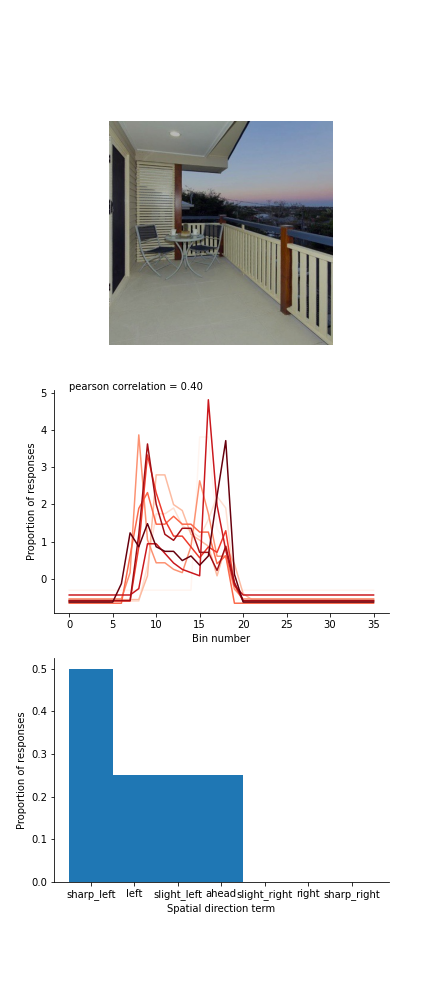 pearson correlation = 0.40
5
4
3
2
1
0
Proportion of responses
0 5 10 15 20 25 30 35
Bin number
0.5
0.4
0.3
0.2
0.1
0.0
Proportion of responses
sharp_left left slight_left ahead slight_right right sharp_right
Spatial direction term